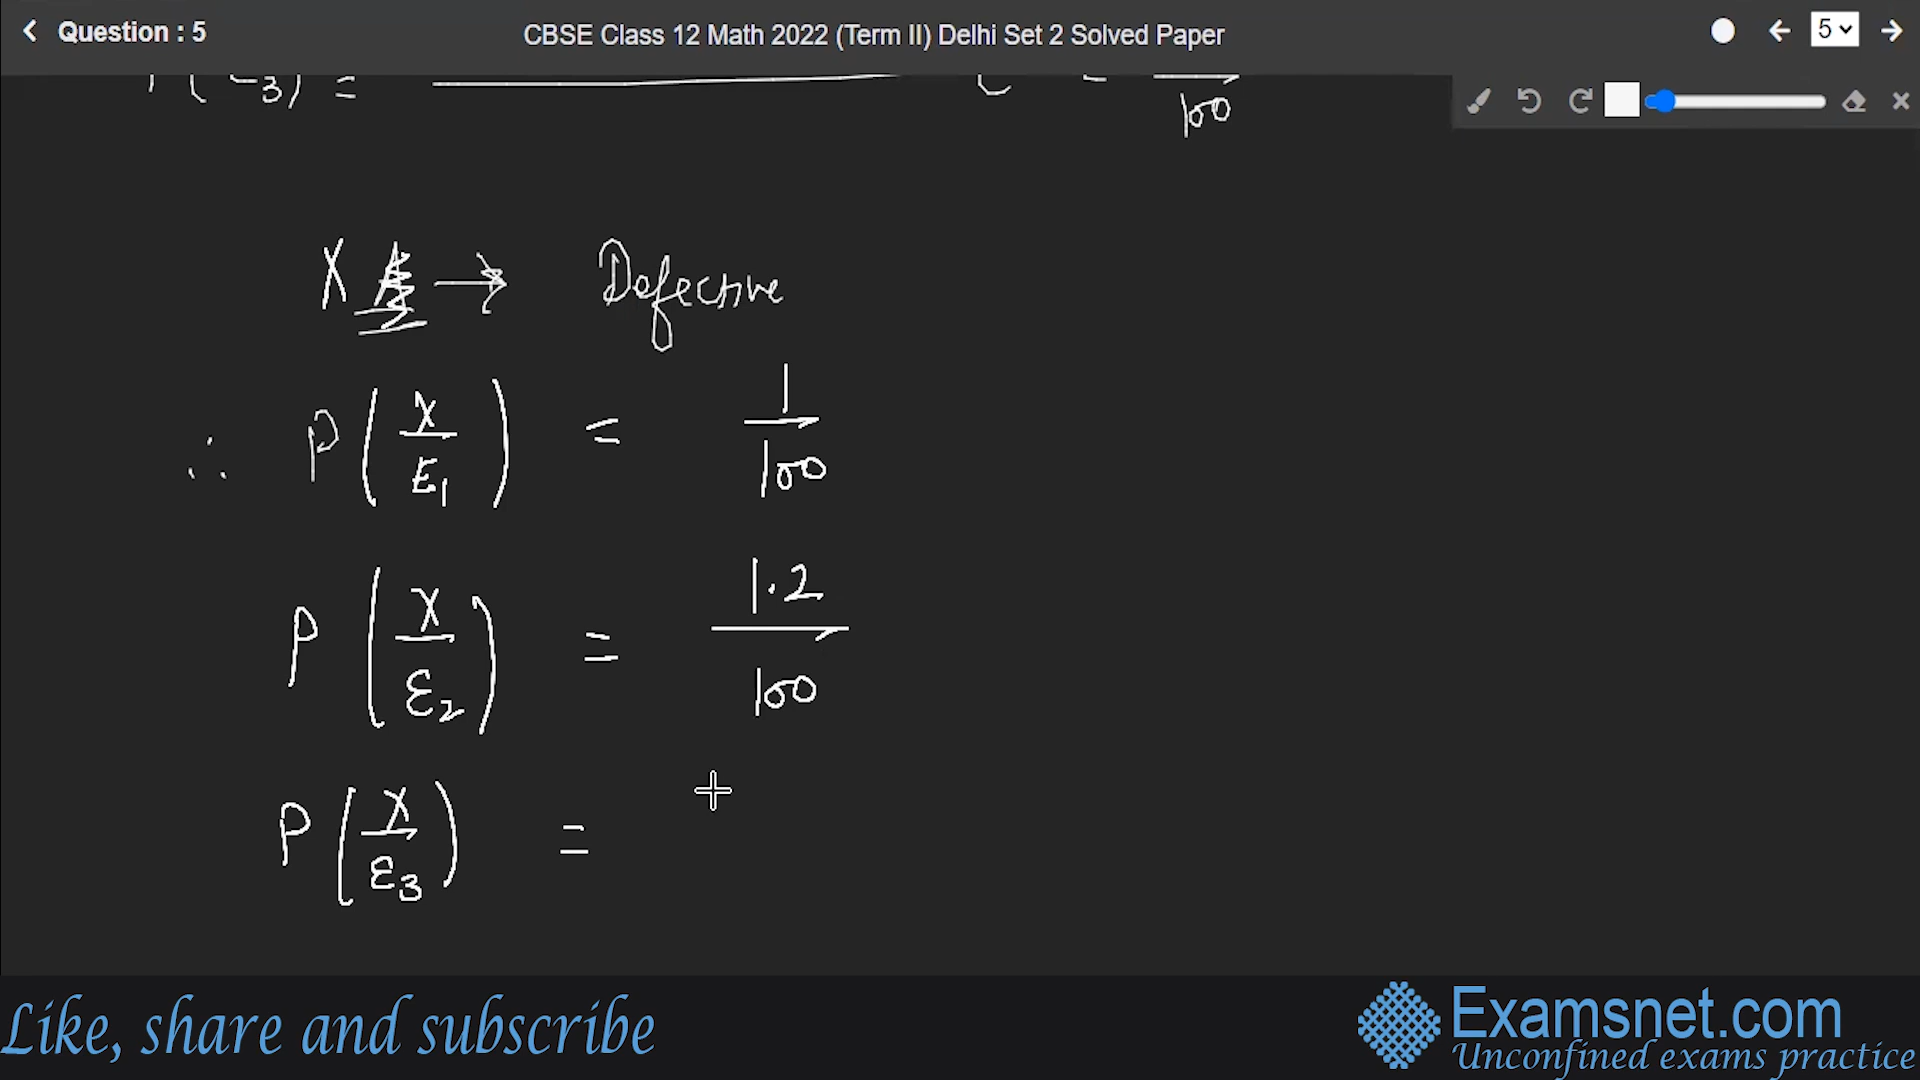 Question : 5
CBSE Class 12 Math 2022 (Term II) Delhi Set 2 Solved Paper
5
100
X → Defective
∴ P(X/E1) = 1/100
P(X/E2) = 1.2/100
P(X/E3) =
Like, share and subscribe
Examsnet.com
Unconfined exams practice